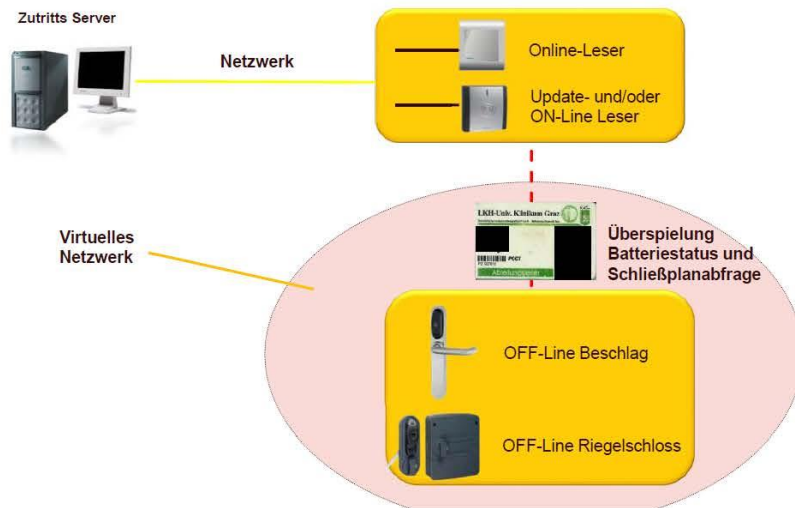 Zutritts Server
Netzwerk
Online-Leser
Update- und/oder
ON-Line Leser
LKH-Univ. Klinikum Graz
Überspielung
Batteriestatus und
Schließplanabfrage
PCCT
Virtuelles
Netzwerk
OFF-Line Beschlag
OFF-Line Riegelschloss